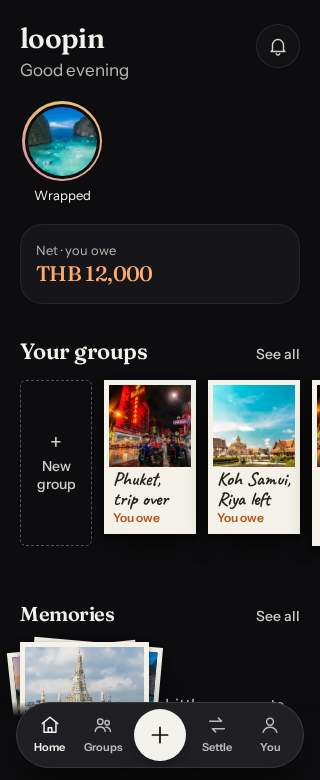 loopin
Good evening
Wrapped
Net · you owe
THB 12,000
Your groups
See all
+
New
group
Phuket,
trip over
You owe
Koh Samui,
Riya left
You owe
Memories
See all
Home
Groups
Settle
You